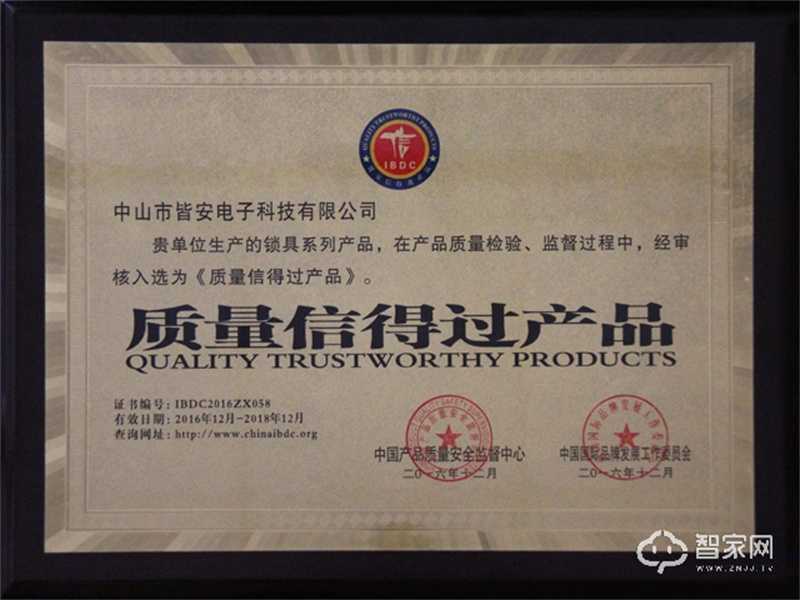 QUALITY TRUSTWORTHY PRODUCTS
IBDC
中山市皆安电子科技有限公司
贵单位生产的锁具系列产品，在产品质量检验、监督过程中，经审
核入选为《质量信得过产品》。
质量信得过产品
QUALITY TRUSTWORTHY PRODUCTS
证书编号：IBDC2016ZX058
有效日期：2016年12月-2018年12月
查询网址：http://www.chinaibdc.org
中国产品质量安全监督中心
二〇一六年十二月
中国国际品牌发展工作委员会
二〇一六年十二月
智家网
www.znjj.tv